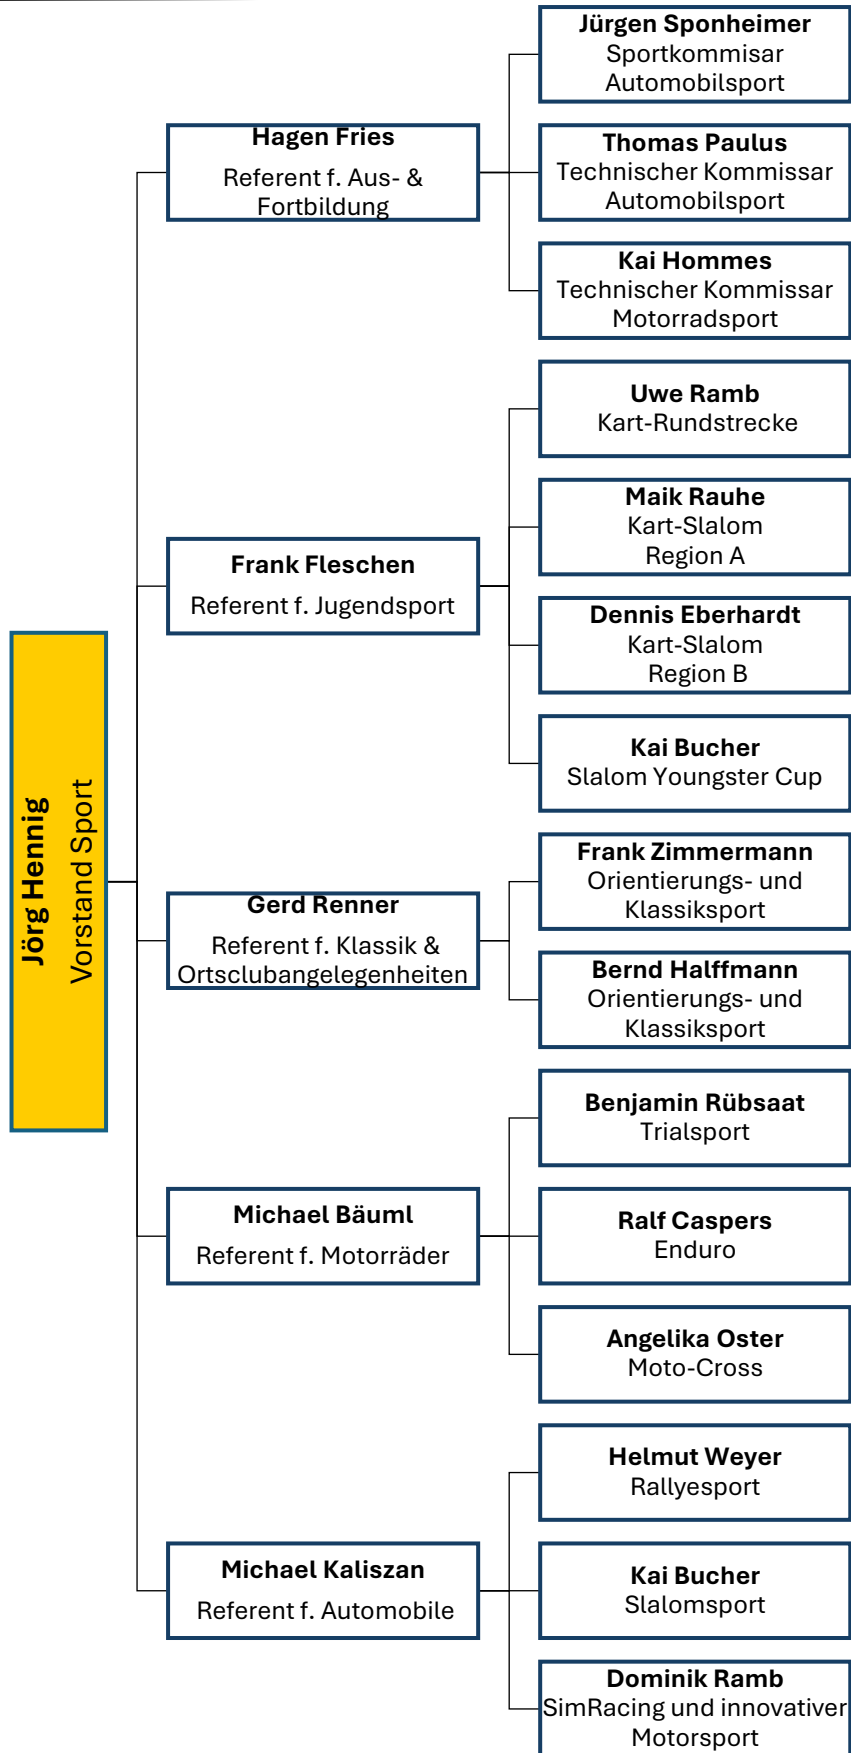 Jörg Hennig
Vorstand Sport
Hagen Fries
Referent f. Aus- &
Fortbildung
Jürgen Sponheimer
Sportkommisar
Automobilsport
Thomas Paulus
Technischer Kommissar
Automobilsport
Kai Hommes
Technischer Kommissar
Motorradsport
Frank Fleschen
Referent f. Jugendsport
Uwe Ramb
Kart-Rundstrecke
Maik Rauhe
Kart-Slalom
Region A
Dennis Eberhardt
Kart-Slalom
Region B
Kai Bucher
Slalom Youngster Cup
Gerd Renner
Referent f. Klassik &
Ortsclubangelegenheiten
Frank Zimmermann
Orientierungs- und
Klassiksport
Bernd Halffmann
Orientierungs- und
Klassiksport
Michael Bäuml
Referent f. Motorräder
Benjamin Rübsaat
Trialsport
Ralf Caspers
Enduro
Angelika Oster
Moto-Cross
Michael Kaliszan
Referent f. Automobile
Helmut Weyer
Rallyesport
Kai Bucher
Slalomsport
Dominik Ramb
SimRacing und innovativer
Motorsport